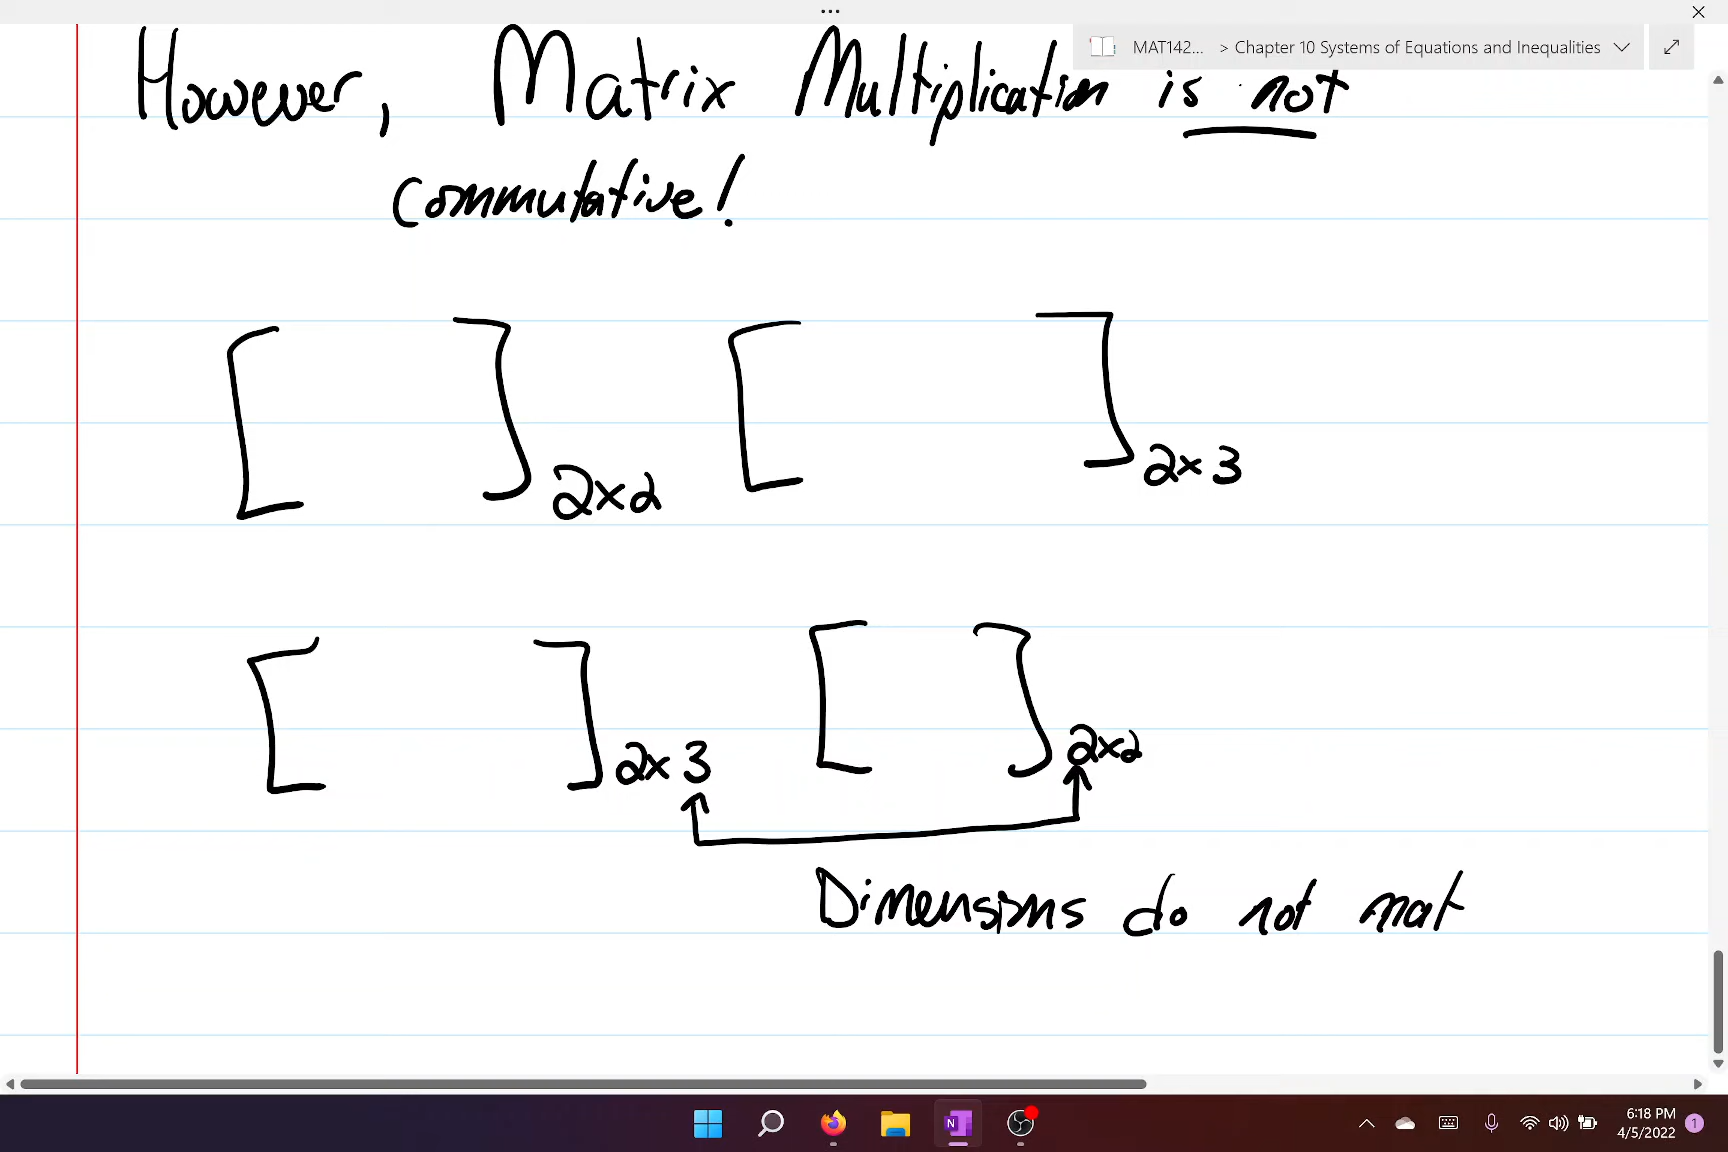 MAT142... > Chapter 10 Systems of Equations and Inequalities
However, Matrix Multiplication is not
commutative!
[ ]2x2 [ ]2x3
[ ]2x3 [ ]2x2
Dimensions do not mat
6:18 PM
4/5/2022
1